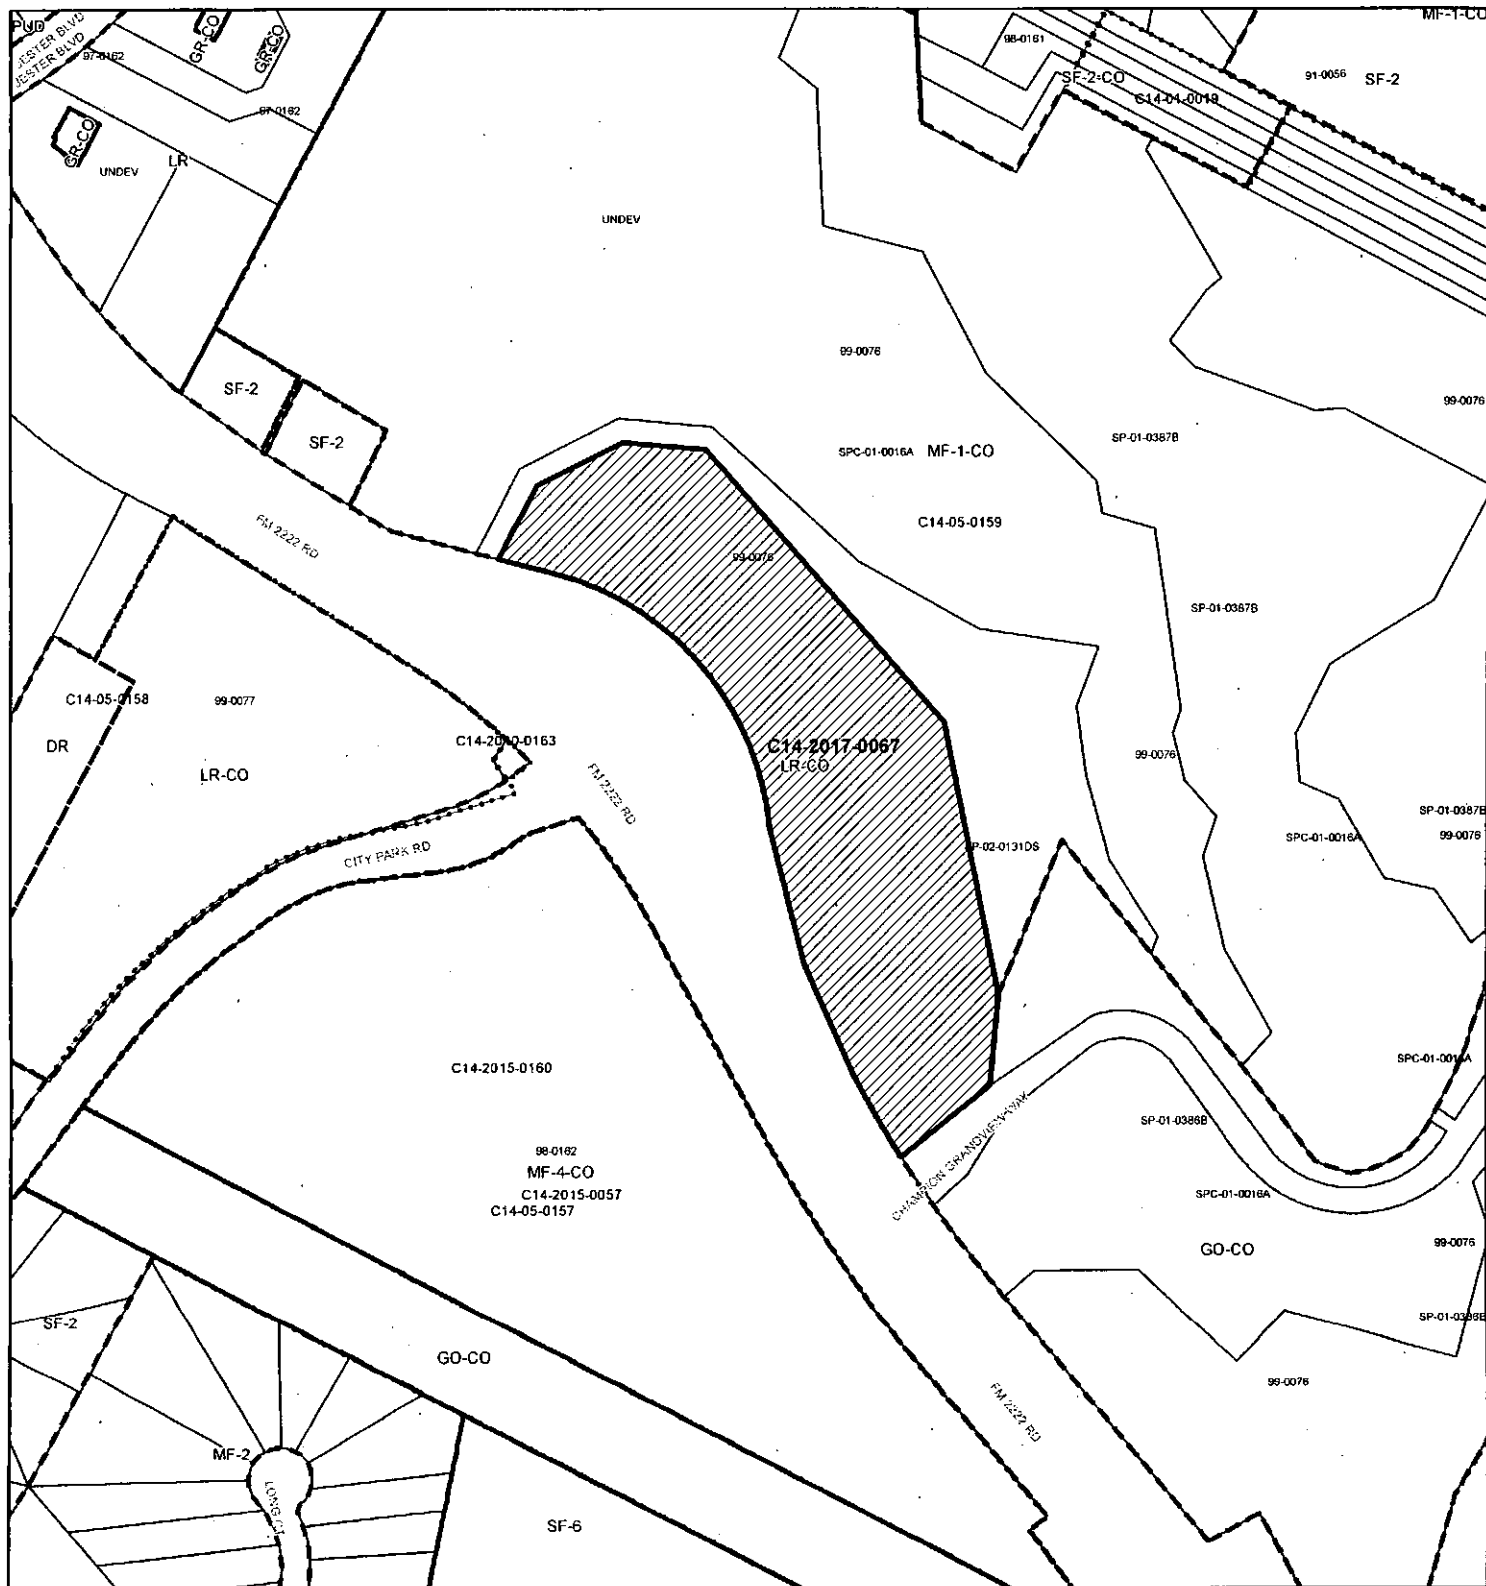 PUD
MF-1-CO
JESTER BLVD
JESTER BLVD
97-0162
GR-CO
GR-CO
98-0161
SF-2-CO
91-0056
SF-2
C14-01-0019
97-0162
GR-CO
LR
UNDEV
UNDEV
99-0076
SF-2
99-0076
SF-2
SP-01-0387B
SPC-01-0016A
MF-1-CO
C14-05-0159
FM 2222 RD
99-0076
SP-01-0387B
C14-05-0158
99-0077
C14-2010-0163
DR
LR-CO
C14-2017-0067
LR-CO
99-0076
FM 2222 RD
SP-01-0387B
SPC-01-0016A
99-0076
CITY PARK RD
SP-02-0131DS
C14-2015-0160
SPC-01-0016A
SP-01-0386B
CHAMPION GRANDVIEW WAY
98-0162
MF-4-CO
C14-2015-0057
C14-05-0157
SPC-01-0016A
GO-CO
99-0076
SF-2
SP-01-0386B
GO-CO
99-0076
FM 2222 RD
MF-2
LONG CT
SF-6